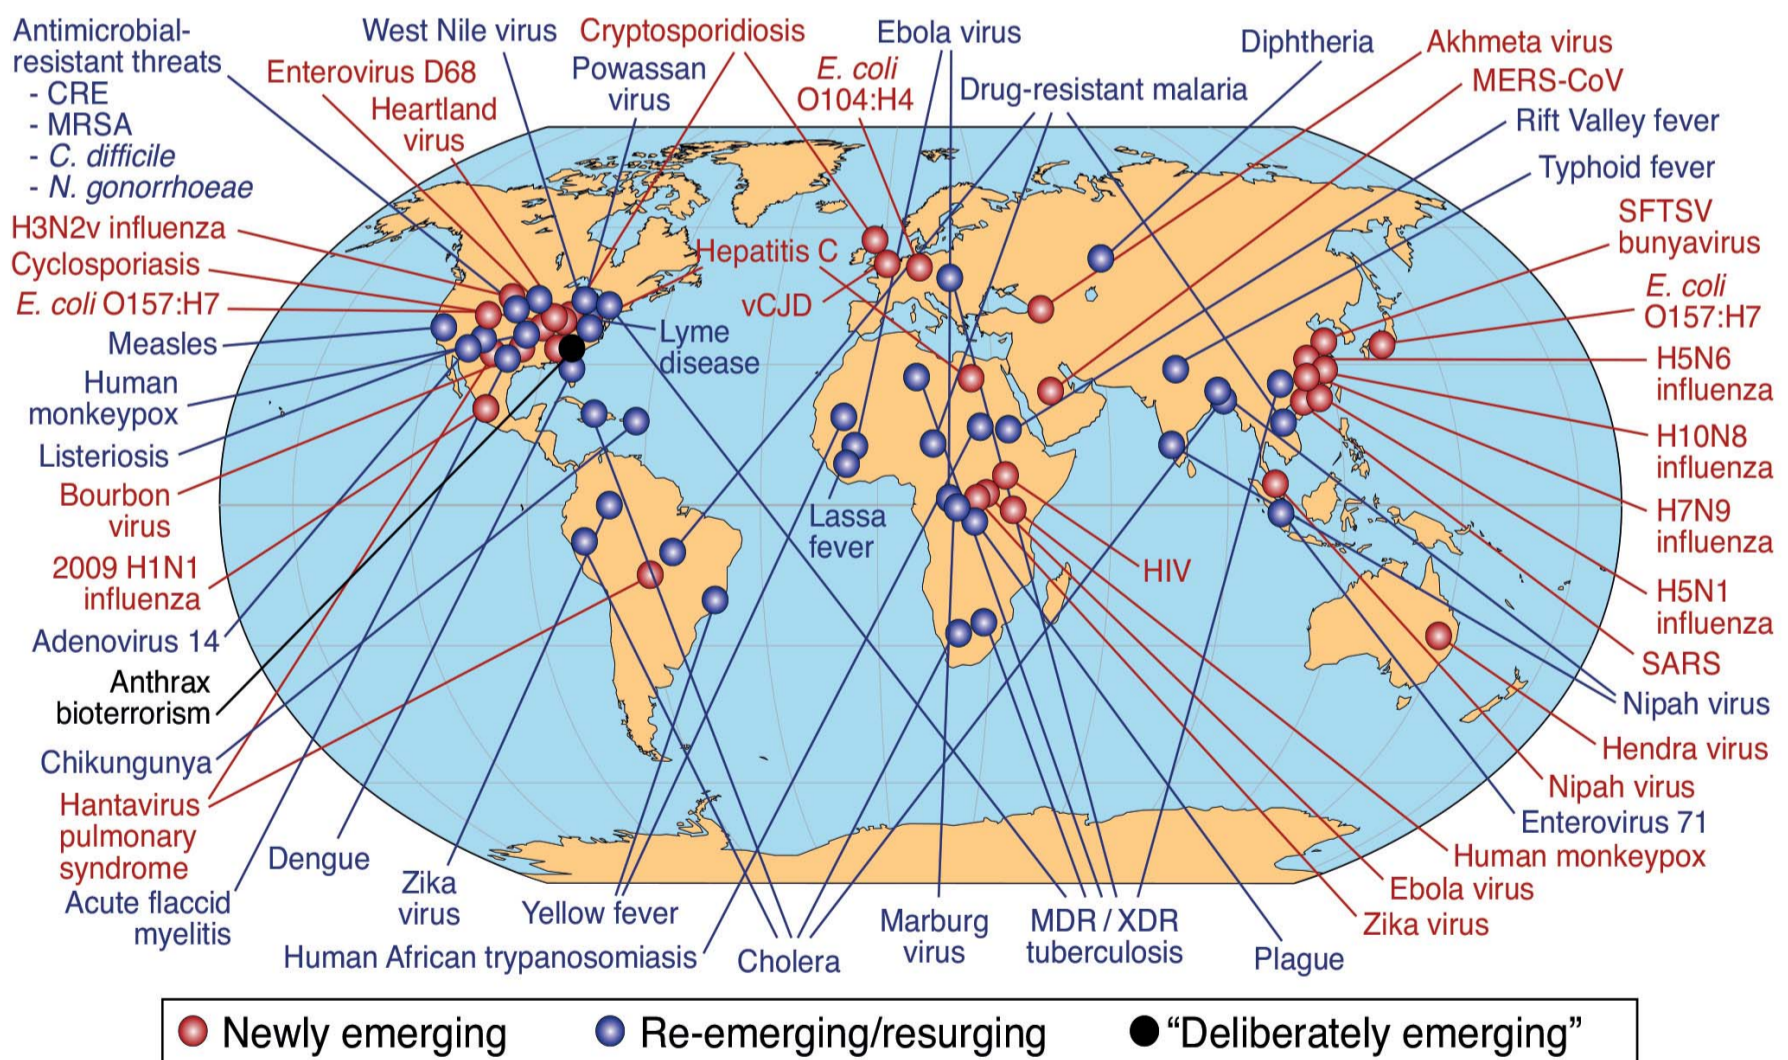 Antimicrobial-
resistant threats
- CRE
- MRSA
- C. difficile
- N. gonorrhoeae
West Nile virus
Cryptosporidiosis
Enterovirus D68
Heartland
virus
Powassan
virus
Ebola virus
E. coli
O104:H4
Drug-resistant malaria
Diphtheria
Akhmeta virus
MERS-CoV
Rift Valley fever
Typhoid fever
SFTSV
bunyavirus
E. coli
O157:H7
H5N6
influenza
H10N8
influenza
H7N9
influenza
H5N1
influenza
SARS
Nipah virus
Hendra virus
Nipah virus
Enterovirus 71
Human monkeypox
Ebola virus
Zika virus
H3N2v influenza
Cyclosporiasis
E. coli O157:H7
Measles
Human
monkeypox
Listeriosis
Bourbon
virus
2009 H1N1
influenza
Adenovirus 14
Anthrax
bioterrorism
Chikungunya
Hantavirus
pulmonary
syndrome
Acute flaccid
myelitis
Hepatitis C
vCJD
Lyme
disease
Lassa
fever
HIV
Dengue
Zika
virus
Yellow fever
Human African trypanosomiasis
Cholera
Marburg
virus
MDR / XDR
tuberculosis
Plague
Newly emerging
Re-emerging/resurging
“Deliberately emerging”